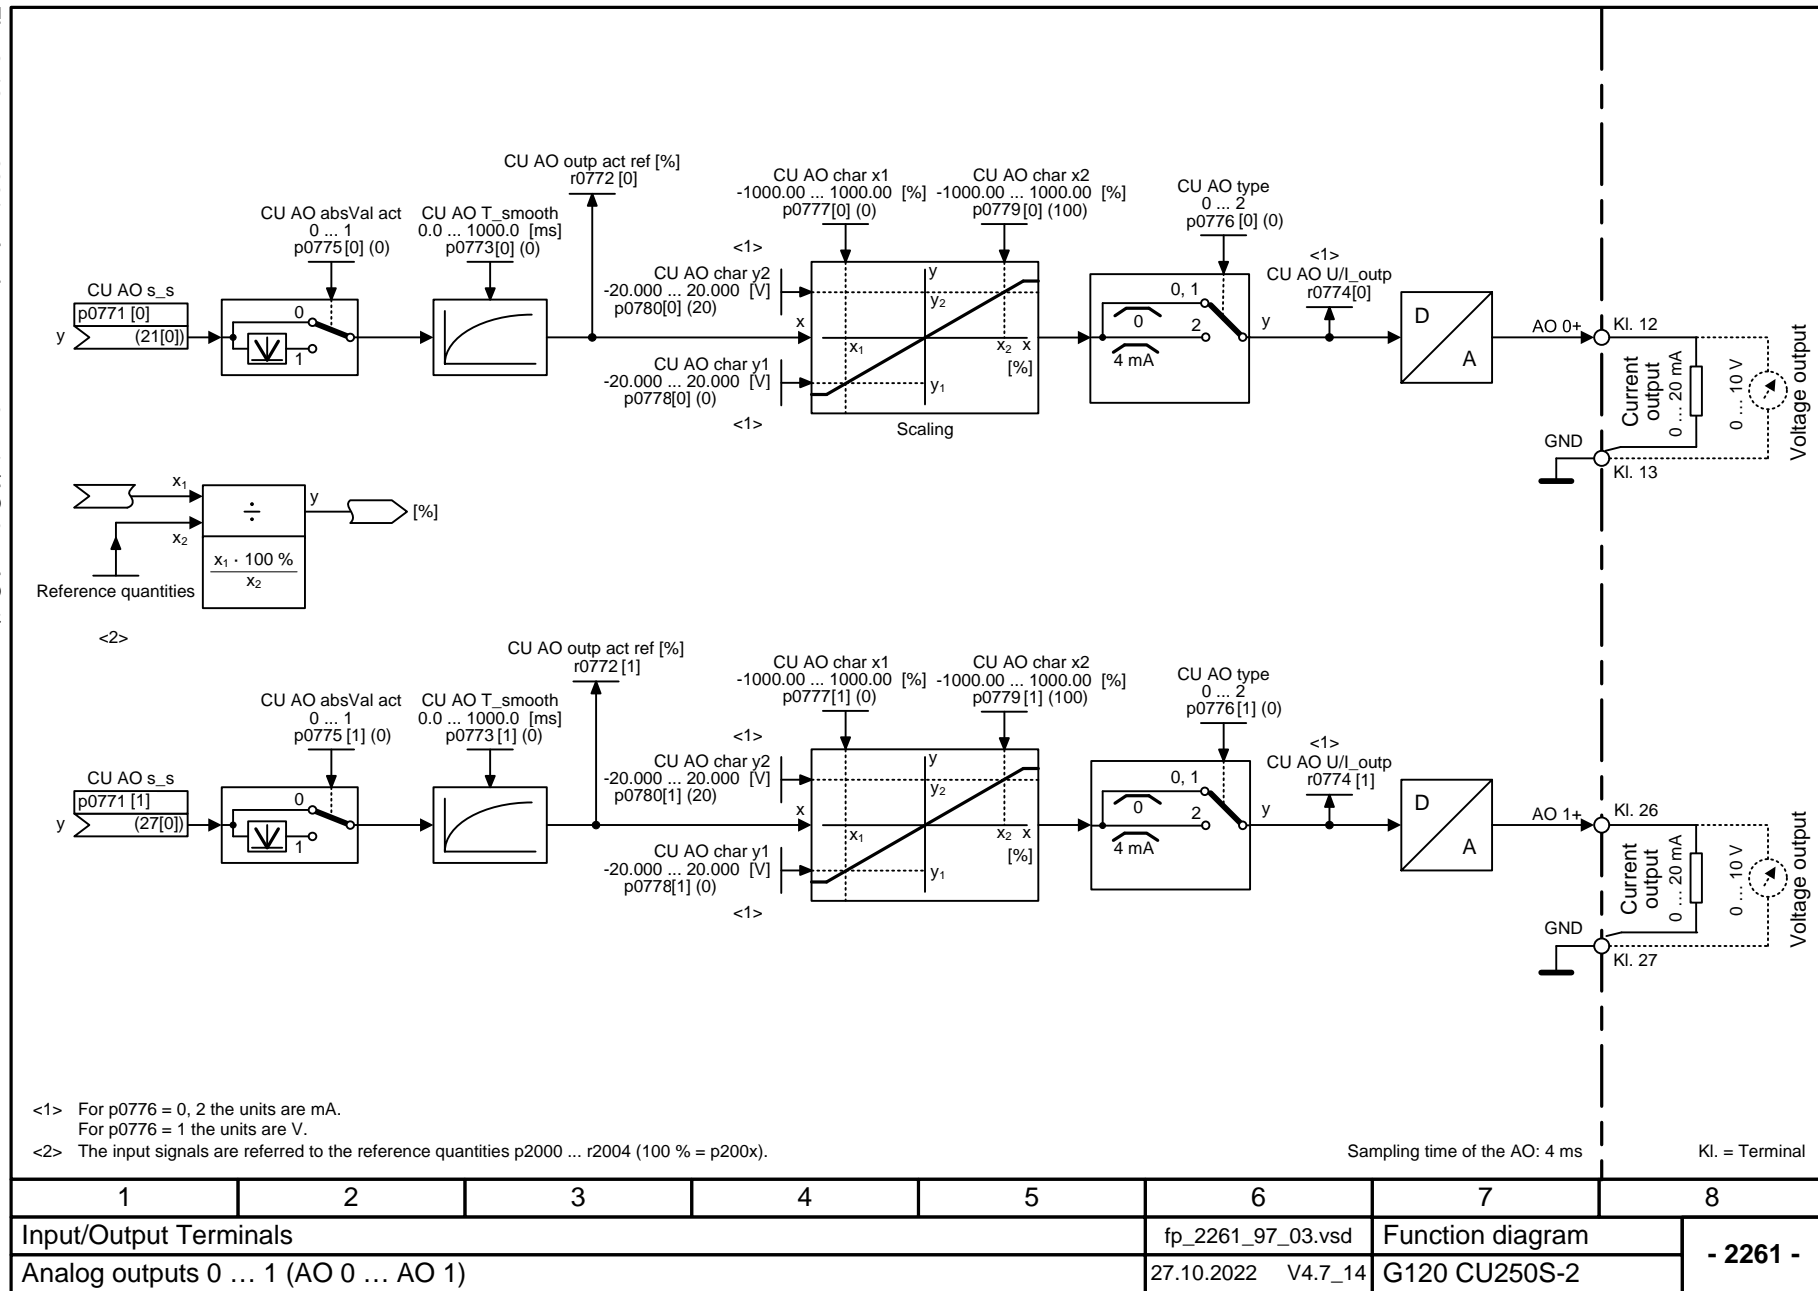 CU AO outp act ref [%]
r0772 [0]
CU AO char x1
-1000.00 ... 1000.00 [%]
p0777[0] (0)
CU AO char x2
-1000.00 ... 1000.00 [%]
p0779[0] (100)
CU AO type
0 ... 2
p0776[0] (0)
CU AO absVal act
0 ... 1
p0775[0] (0)
CU AO T_smooth
0.0 ... 1000.0 [ms]
p0773[0] (0)
<1>
CU AO char y2
-20.000 ... 20.000 [V]
p0780[0] (20)
<1>
CU AO U/I_outp
r0774[0]
CU AO s_s
p0771 [0]
(21[0])
y
0
1
x
y
y₂
x₁
x₂ x
[%]
y₁
0, 1
0
2
4 mA
y
D
A
AO 0+
Kl. 12
CU AO char y1
-20.000 ... 20.000 [V]
p0778[0] (0)
<1>
Scaling
Current output
0 ... 20 mA
0 ... 10 V
Voltage output
GND
Kl. 13
x₁
x₂
÷
x₁ · 100 %
x₂
y
[%]
Reference quantities
<2>
CU AO outp act ref [%]
r0772 [1]
CU AO char x1
-1000.00 ... 1000.00 [%]
p0777[1] (0)
CU AO char x2
-1000.00 ... 1000.00 [%]
p0779[1] (100)
CU AO type
0 ... 2
p0776[1] (0)
CU AO absVal act
0 ... 1
p0775 [1] (0)
CU AO T_smooth
0.0 ... 1000.0 [ms]
p0773 [1] (0)
<1>
CU AO char y2
-20.000 ... 20.000 [V]
p0780[1] (20)
<1>
CU AO U/I_outp
r0774 [1]
CU AO s_s
p0771 [1]
(27[0])
y
0
1
x
y
y₂
x₁
x₂ x
[%]
y₁
0, 1
0
2
4 mA
y
D
A
AO 1+
Kl. 26
CU AO char y1
-20.000 ... 20.000 [V]
p0778[1] (0)
<1>
Current output
0 ... 20 mA
0 ... 10 V
Voltage output
GND
Kl. 27
<1> For p0776 = 0, 2 the units are mA.
For p0776 = 1 the units are V.
<2> The input signals are referred to the reference quantities p2000 ... r2004 (100 % = p200x).
Sampling time of the AO: 4 ms
Kl. = Terminal
1 2 3 4 5 6 7 8
Input/Output Terminals
fp_2261_97_03.vsd
Function diagram
- 2261 -
Analog outputs 0 … 1 (AO 0 … AO 1)
27.10.2022 V4.7_14
G120 CU250S-2